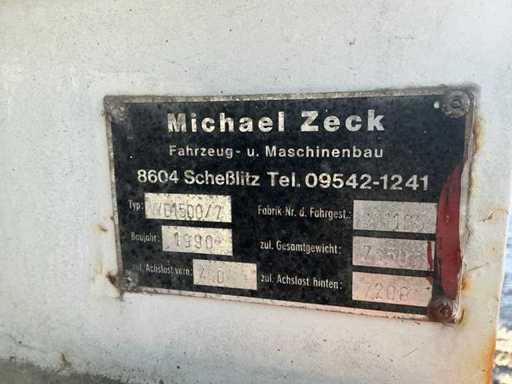 Michael Zeck
Fahrzeug- u. Maschinenbau
8604 Scheßlitz Tel. 09542-1241
Typ: Fabrik-Nr. d. Fahrgest.:
Baujahr: 1990 zul. Gesamtgewicht:
zul. Achslast vorn: zul. Achslast hinten: